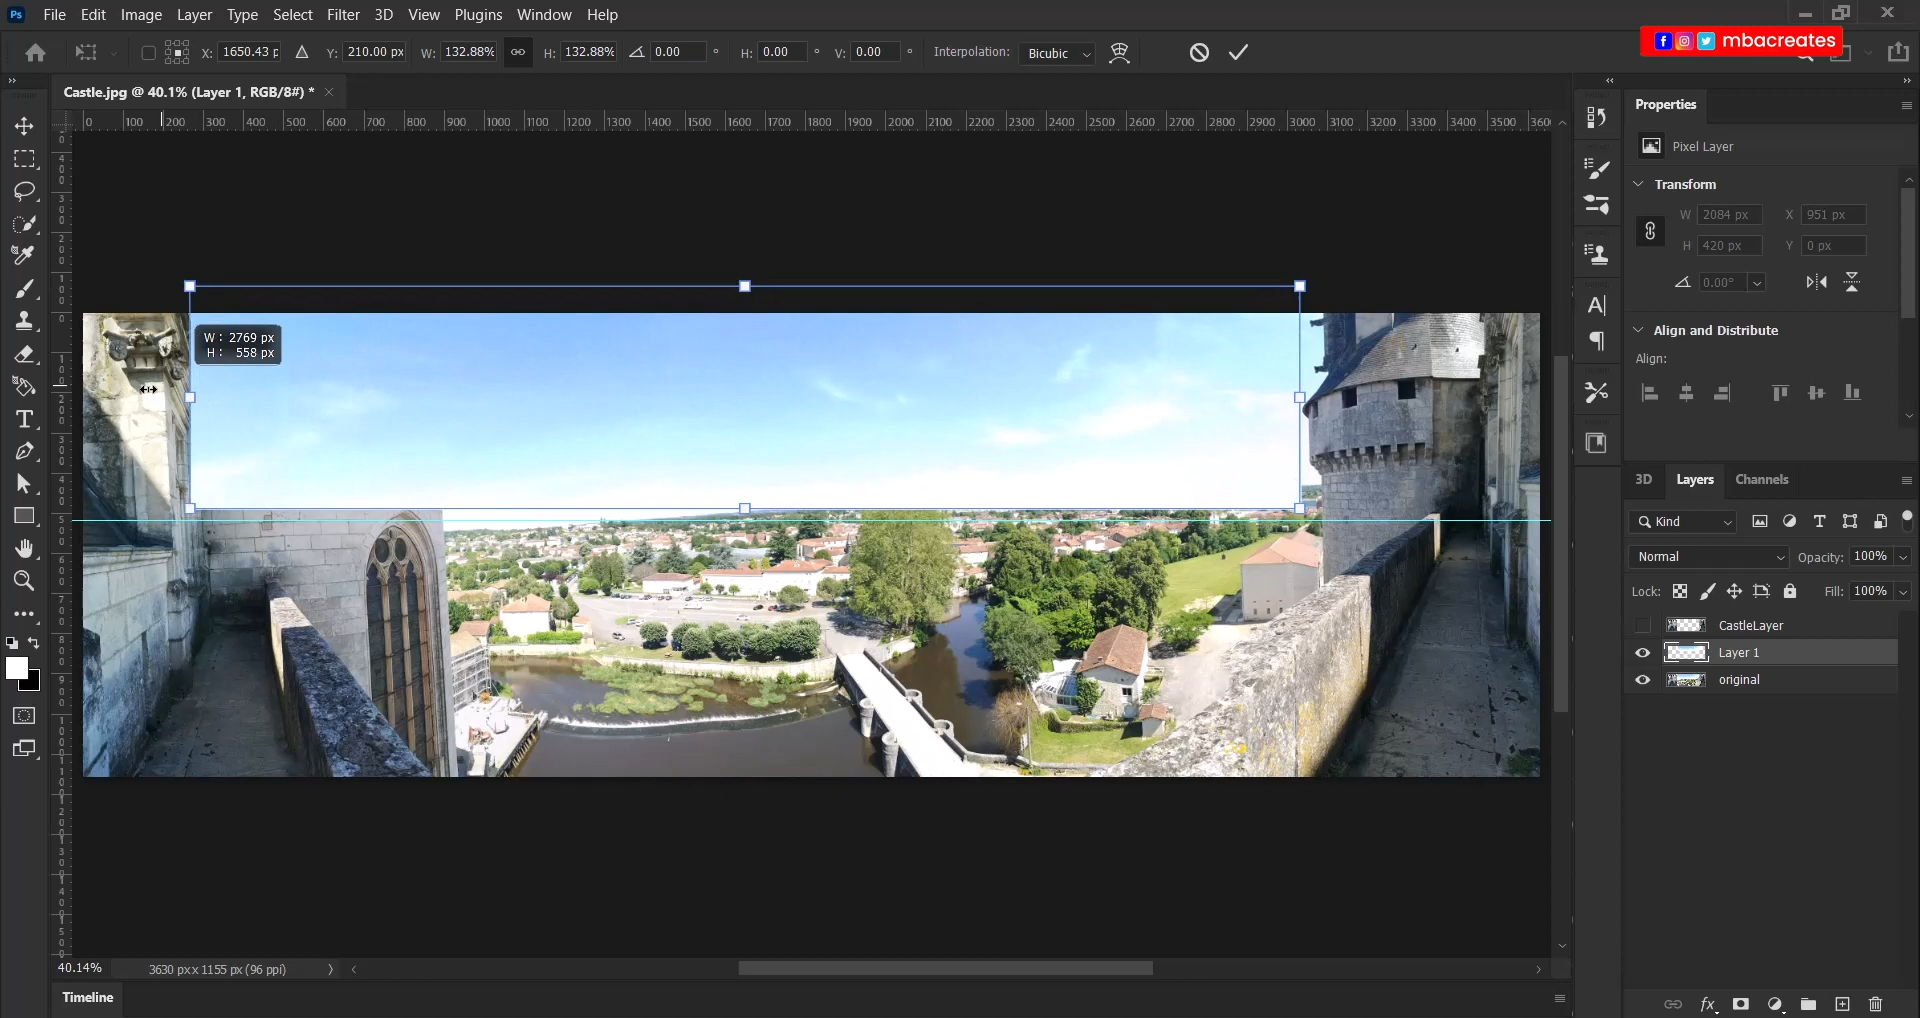 Ps File Edit Image Layer Type Select Filter 3D View Plugins Window Help
X: 1650.43 p Y: 210.00 px W: 132.88% H: 132.88% 0.00 ° H: 0.00 ° V: 0.00 ° Interpolation: Bicubic
mbacreates
Castle.jpg @ 40.1% (Layer 1, RGB/8#) * ×
0 100 200 300 400 500 600 700 800 900 1000 1100 1200 1300 1400 1500 1600 1700 1800 1900 2000 2100 2200 2300 2400 2500 2600 2700 2800 2900 3000 3100 3200 3300 3400 3500 3600
W: 2769 px
H: 558 px
Properties
Pixel Layer
Transform
W 2084 px X 951 px
H 420 px Y 0 px
0.00°
Align and Distribute
Align:
3D Layers Channels
Kind
Normal Opacity: 100%
Lock: Fill: 100%
CastleLayer
Layer 1
original
40.14% 3630 px x 1155 px (96 ppi)
Timeline